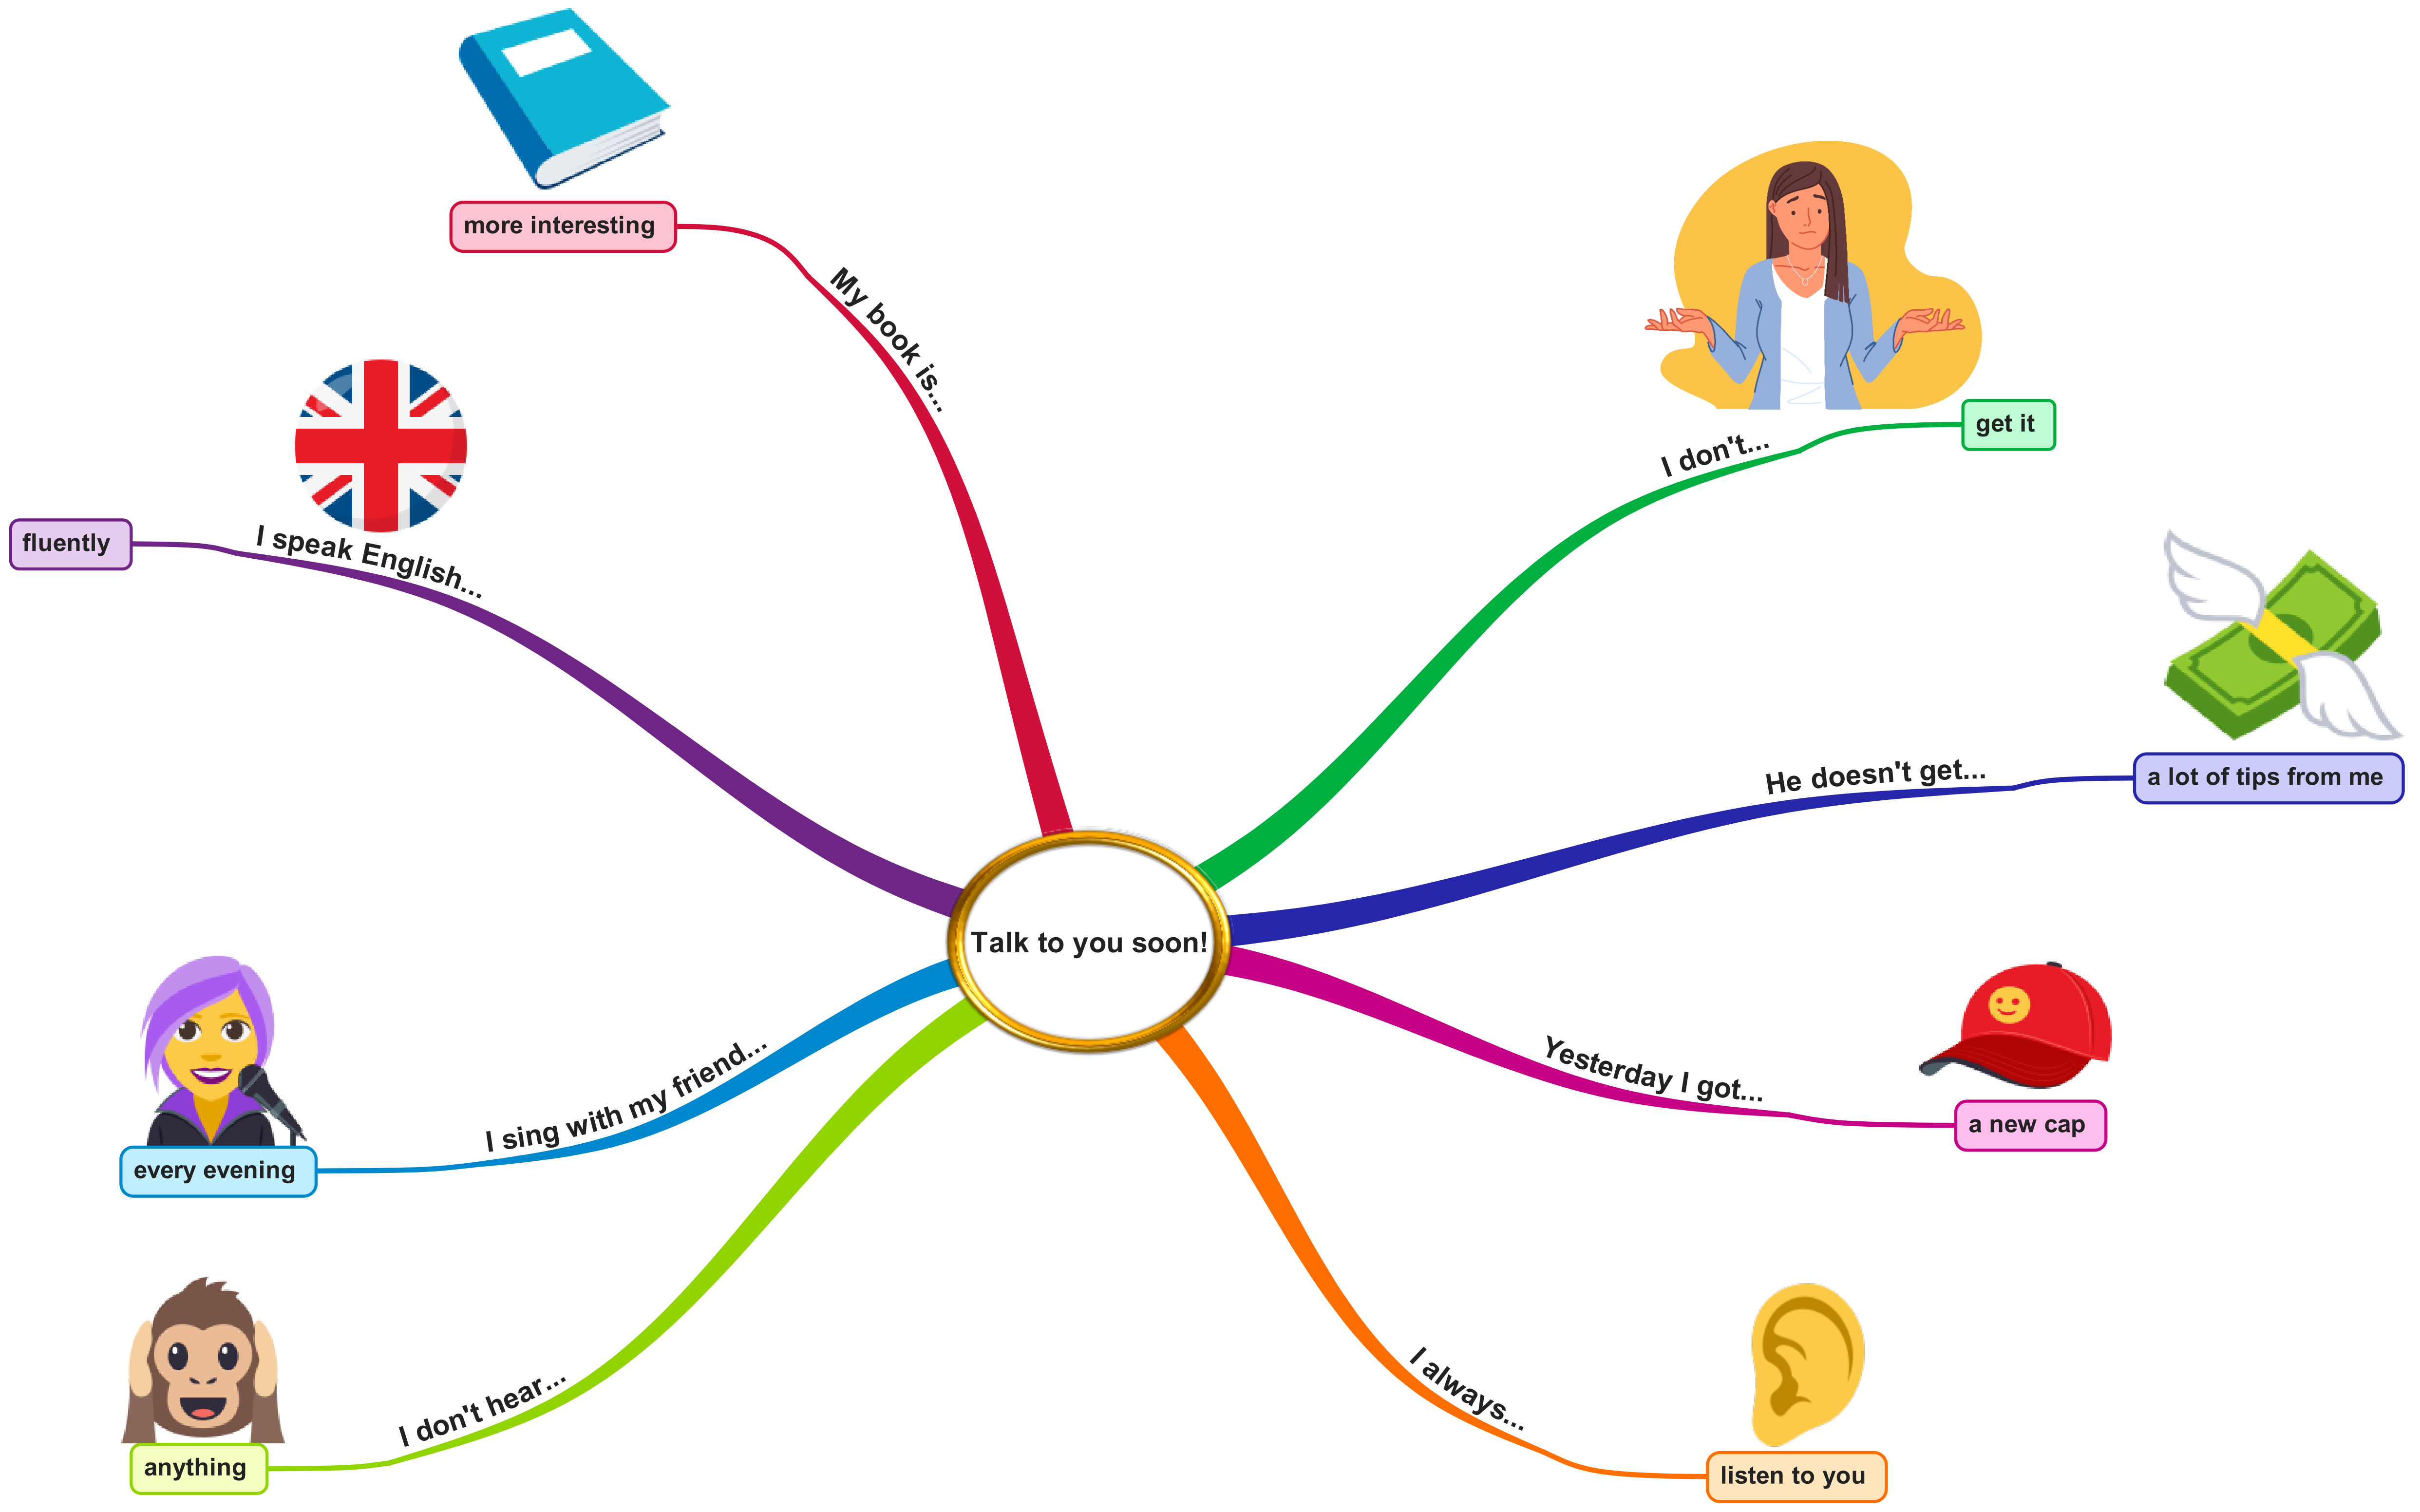 Talk to you soon!
I don't...
get it
He doesn't get...
a lot of tips from me
Yesterday I got...
a new cap
I always...
listen to you
I don't hear...
anything
I sing with my friend...
every evening
I speak English...
fluently
My book is...
more interesting